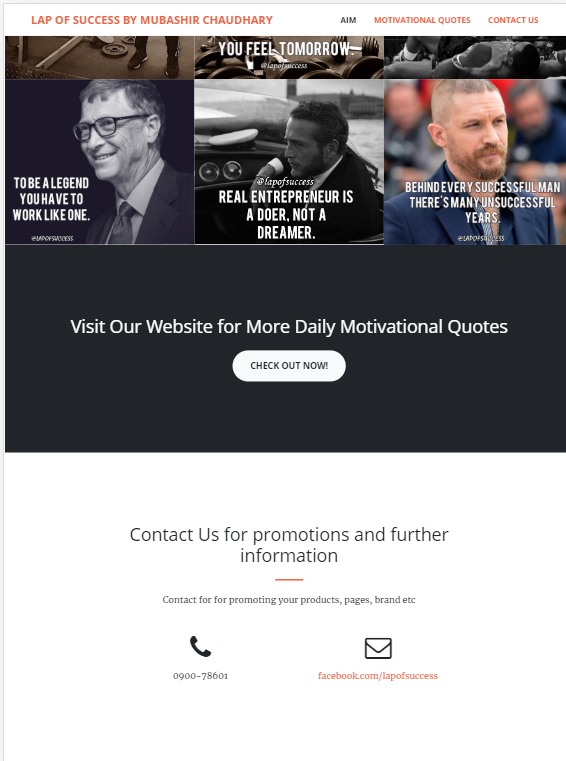 LAP OF SUCCESS BY MUBASHIR CHAUDHARY
AIM
MOTIVATIONAL QUOTES
CONTACT US
YOU FEEL TOMORROW.
@lapofsuccess
TO BE A LEGEND
YOU HAVE TO
WORK LIKE ONE.
@LAPOFSUCCESS
@lapofsuccess
REAL ENTREPRENEUR IS
A DOER, NOT A
DREAMER.
BEHIND EVERY SUCCESSFUL MAN
THERE'S MANY UNSUCCESSFUL
YEARS.
@LAPOFSUCCESS
Visit Our Website for More Daily Motivational Quotes
CHECK OUT NOW!
Contact Us for promotions and further
information
Contact for for promoting your products, pages, brand etc
0900-78601
facebook.com/lapofsuccess